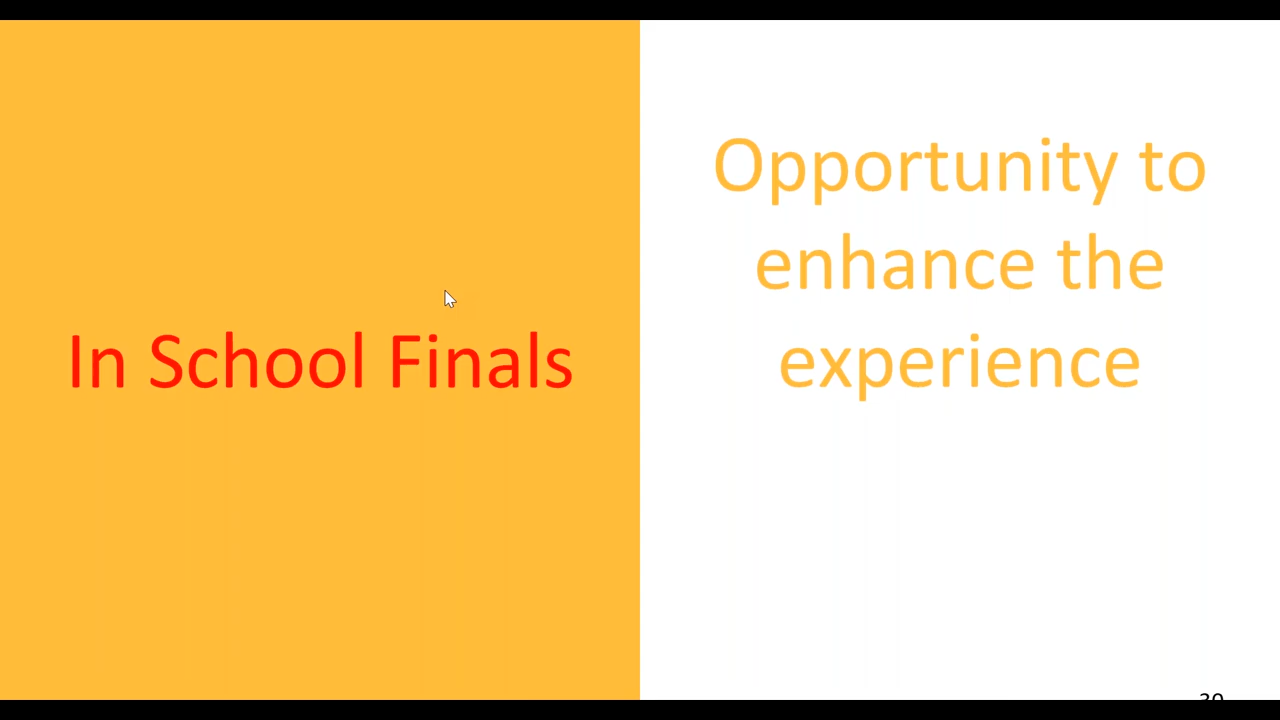 In School Finals
Opportunity to
enhance the
experience